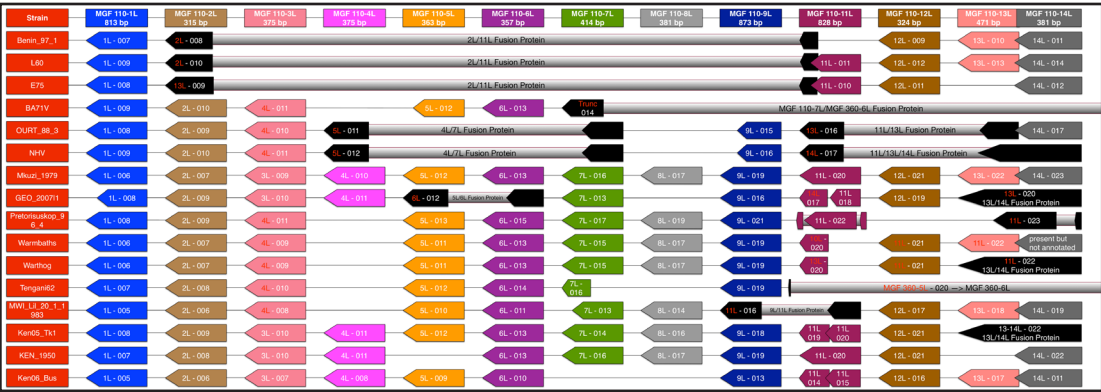 Strain MGF 110-1L 813 bp MGF 110-2L 315 bp MGF 110-3L 375 bp MGF 110-4L 375 bp MGF 110-5L 363 bp MGF 110-6L 357 bp MGF 110-7L 414 bp MGF 110-8L 381 bp MGF 110-9L 873 bp MGF 110-11L 828 bp MGF 110-12L 324 bp MGF 110-13L 471 bp MGF 110-14L 381 bp
Benin_97_1 1L - 007 2L - 008 2L/11L Fusion Protein 12L - 009 13L - 010 14L - 011
L60 1L - 009 2L - 010 2L/11L Fusion Protein 11L - 011 12L - 012 13L - 013 14L - 014
E75 1L - 008 13L - 009 2L/11L Fusion Protein 11L - 010 12L - 011 14L - 012
BA71V 1L - 009 2L - 010 4L - 011 5L - 012 6L - 013 Trunc 014 MGF 110-7L/MGF 360-6L Fusion Protein
OURT_88_3 1L - 008 2L - 009 4L - 010 5L - 011 4L/7L Fusion Protein 9L - 015 13L - 016 11L/13L Fusion Protein 14L - 017
NHV 1L - 009 2L - 010 4L - 011 5L - 012 4L/7L Fusion Protein 9L - 016 14L - 017 11L/13L/14L Fusion Protein
Mkuzi_1979 1L - 006 2L - 007 3L - 009 4L - 010 5L - 012 6L - 013 7L - 016 8L - 017 9L - 019 11L - 020 12L - 021 13L - 022 14L - 023
GEO_2007I1 1L - 008 2L - 009 3L - 010 4L - 011 6L - 012 5L/6L Fusion Protein 7L - 013 9L - 016 017 11L 018 12L - 019 13L - 020 13L/14L Fusion Protein
Pretorisuskop_96_4 1L - 008 2L - 009 4L - 011 5L - 013 6L - 015 7L - 017 8L - 019 9L - 021 11L - 022 11L - 023
Warmbaths 1L - 006 2L - 007 4L - 009 5L - 011 6L - 013 7L - 015 8L - 017 9L - 019 - 020 - 021 11L - 022 present but not annotated
Warthog 1L - 006 2L - 007 4L - 009 5L - 011 6L - 013 7L - 015 8L - 017 9L - 019 - 020 - 021 11L - 022 13L/14L Fusion Protein
Tengani62 1L - 007 2L - 008 4L - 010 5L - 012 6L - 014 7L - 016 9L - 019 MGF 360-5L - 020 —> MGF 360-6L
MWI_Lil_20_1_1983 1L - 005 2L - 006 4L - 008 5L - 009 6L - 011 7L - 013 8L - 014 11L - 016 9L/11L Fusion Protein 12L - 017 13L - 018 14L - 019
Ken05_Tk1 1L - 008 2L - 009 3L - 010 4L - 011 5L - 012 6L - 013 7L - 014 8L - 016 9L - 018 11L 019 11L 020 12L - 021 13-14L - 022 13L/14L Fusion Protein
KEN_1950 1L - 007 2L - 008 3L - 010 4L - 011 6L - 013 7L - 016 8L - 017 9L - 019 11L - 020 12L - 021 14L - 022
Ken06_Bus 1L - 005 2L - 006 3L - 007 4L - 008 5L - 009 6L - 010 9L - 013 11L 014 11L 015 12L - 016 13L - 017 14L - 011